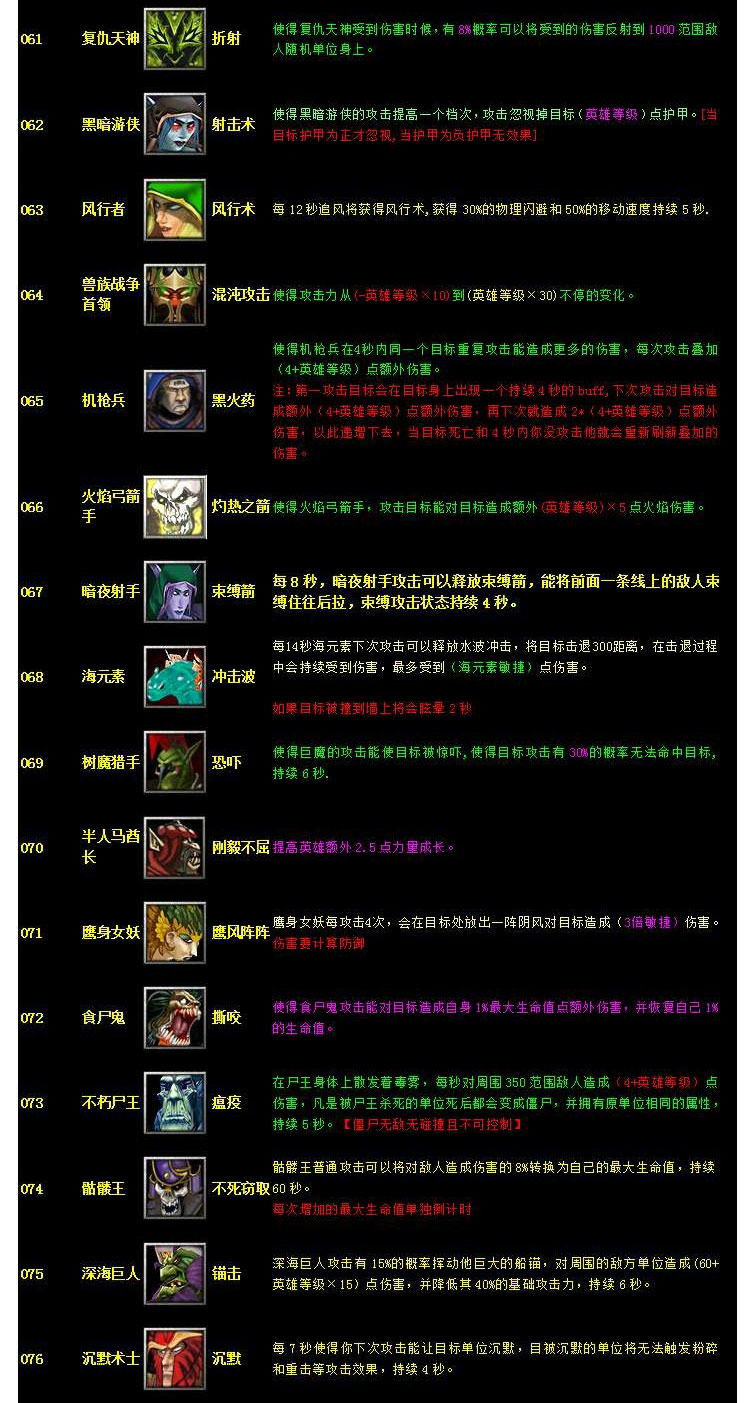 061 复仇天神 折射 使得复仇天神受到伤害时候，有8%概率可以将受到的伤害反射到1000范围敌
人随机单位身上。
062 黑暗游侠 射击术 使得黑暗游侠的攻击提高一个档次，攻击忽视掉目标(英雄等级)点护甲。[当
目标护甲为正才忽视,当护甲为负护甲无效果]
063 风行者 风行术 每12秒追风将获得风行术,获得30%的物理闪避和50%的移动速度持续5秒.
064 兽族战争
首领 混沌攻击 使得攻击力从(-英雄等级×10)到(英雄等级×30)不停的变化。
065 机枪兵 黑火药 使得机枪兵在4秒内同一个目标重复攻击能造成更多的伤害，每次攻击叠加
（4+英雄等级）点额外伤害。
注：第一攻击目标会在目标身上出现一个持续4秒的buff,下次攻击对目标造
成额外（4+英雄等级）点额外伤害，再下次就造成2*（4+英雄等级）点额外
伤害，以此递增下去，当目标死亡和4秒内你没攻击他就会重新刷新叠加的
伤害。
066 火焰弓箭
手 灼热之箭 使得火焰弓箭手，攻击目标能对目标造成额外(英雄等级)×5点火焰伤害。
067 暗夜射手 束缚箭 每8秒，暗夜射手攻击可以释放束缚箭，能将前面一条线上的敌人束
缚住往后拉，束缚攻击状态持续4秒。
068 海元素 冲击波 每14秒海元素下次攻击可以释放水波冲击，将目标击退300距离，在击退过程
中会持续受到伤害，最多受到（海元素敏捷）点伤害。
如果目标被撞到墙上将会眩晕2秒
069 树魔猎手 恐吓 使得巨魔的攻击能使目标被惊吓,使得目标攻击有30%的概率无法命中目标,
持续6秒.
070 半人马酋
长 刚毅不屈 提高英雄额外2.5点力量成长。
071 鹰身女妖 鹰风阵阵 鹰身女妖每攻击4次，会在目标处放出一阵阴风对目标造成（3倍敏捷）伤害。
伤害要计算防御
072 食尸鬼 撕咬 使得食尸鬼攻击能对目标造成自身1%最大生命值点额外伤害，并恢复自己1%
的生命值。
073 不朽尸王 瘟疫 在尸王身体上散发着毒雾，每秒对周围350范围敌人造成（4+英雄等级）点
伤害，凡是被尸王杀死的单位死后都会变成僵尸，并拥有原单位相同的属性，
持续5秒。【僵尸无敌无碰撞且不可控制】
074 骷髅王 不死窃取 骷髅王普通攻击可以将对敌人造成伤害的8%转换为自己的最大生命值，持续
60秒。
每次增加的最大生命值单独倒计时
075 深海巨人 锚击 深海巨人攻击有15%的概率挥动他巨大的船锚，对周围的敌方单位造成(60+
英雄等级×15）点伤害，并降低其40%的基础攻击力，持续6秒。
076 沉默术士 沉默 每7秒使得你下次攻击能让目标单位沉默，目被沉默的单位将无法触发粉碎
和重击等攻击效果，持续4秒。